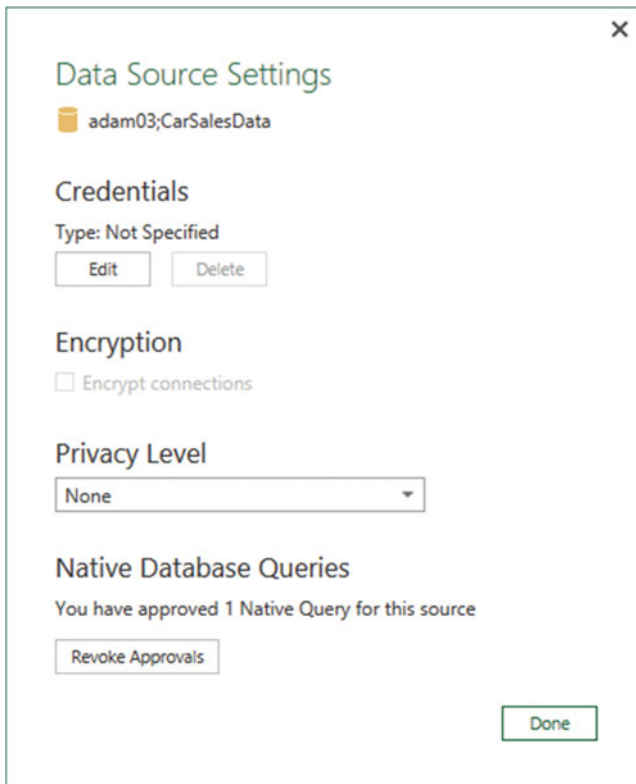 Data Source Settings
adam03;CarSalesData
Credentials
Type: Not Specified
Edit Delete
Encryption
Encrypt connections
Privacy Level
None
Native Database Queries
You have approved 1 Native Query for this source
Revoke Approvals
Done